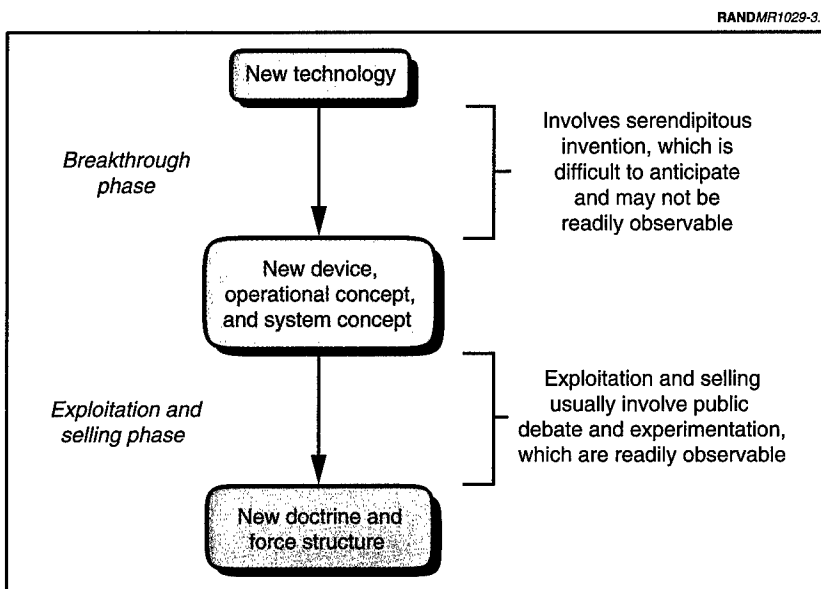 RANDMR1029-3.
New technology
Breakthrough
phase
Involves serendipitous
invention, which is
difficult to anticipate
and may not be
readily observable
New device,
operational concept,
and system concept
Exploitation and
selling phase
Exploitation and selling
usually involve public
debate and experimentation,
which are readily observable
New doctrine and
force structure